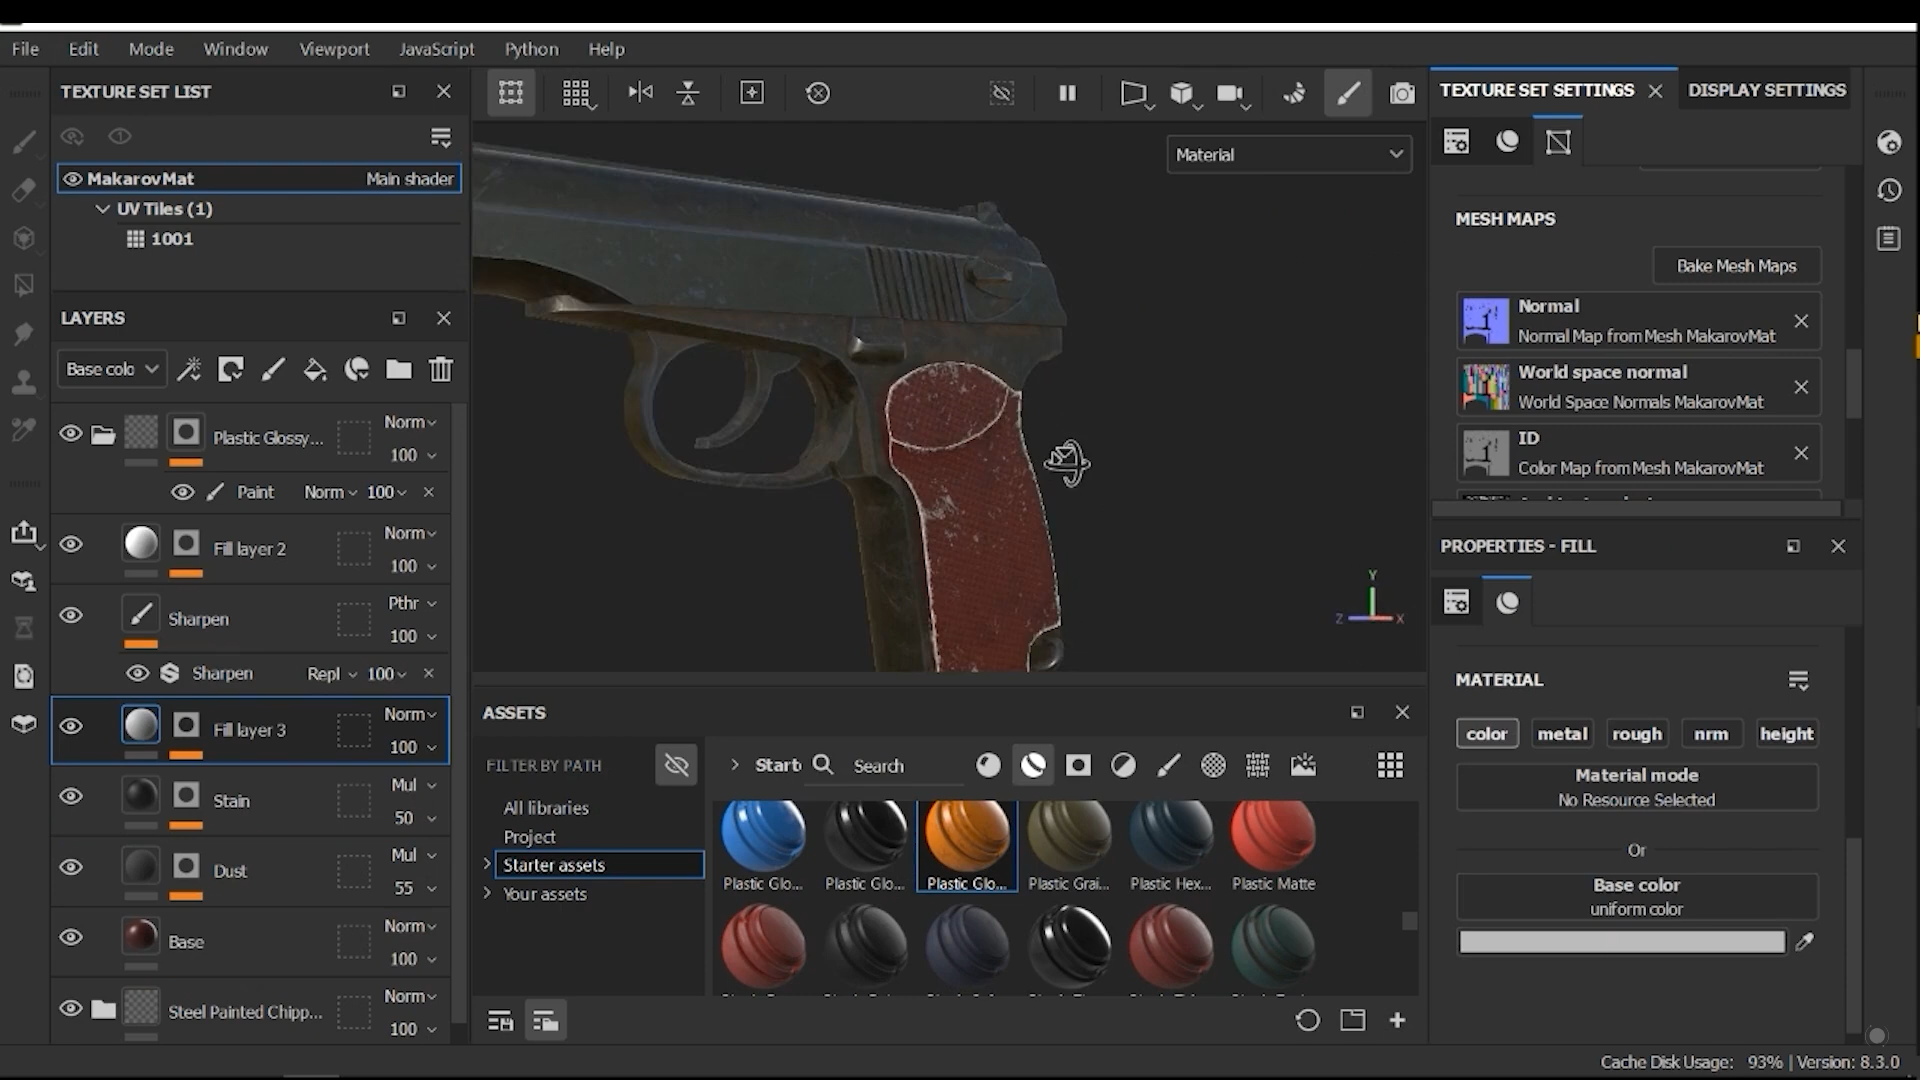 File Edit Mode Window Viewport JavaScript Python Help
TEXTURE SET LIST
MakarovMat Main shader
UV Tiles (1)
1001
LAYERS
Base colo
Plastic Glossy... Norm
100
Paint Norm 100
Fill layer 2 Norm
100
Sharpen Pthr
100
Sharpen Repl 100
Fill layer 3 Norm
100
Stain Mul
50
Dust Mul
55
Base Norm
100
Steel Painted Chipp... Norm
100
Material
Y
Z X
ASSETS
FILTER BY PATH
All libraries
Project
Starter assets
Your assets
Start Search
Plastic Glo... Plastic Glo... Plastic Glo... Plastic Grai... Plastic Hex... Plastic Matte
TEXTURE SET SETTINGS DISPLAY SETTINGS
MESH MAPS
Bake Mesh Maps
Normal
Normal Map from Mesh MakarovMat
World space normal
World Space Normals MakarovMat
ID
Color Map from Mesh MakarovMat
PROPERTIES - FILL
MATERIAL
color metal rough nrm height
Material mode
No Resource Selected
Or
Base color
uniform color
Cache Disk Usage: 93% | Version: 8.3.0